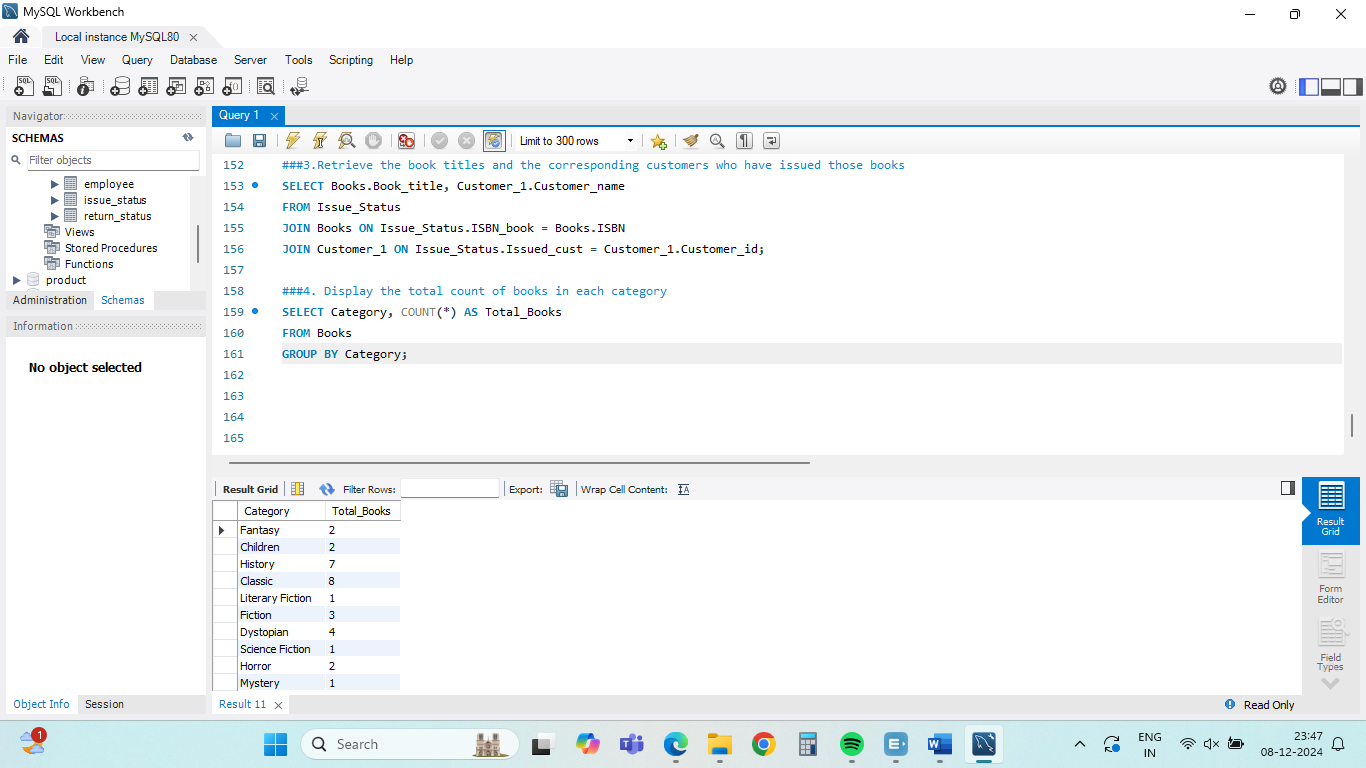 MySQL Workbench
Local instance MySQL80
File Edit View Query Database Server Tools Scripting Help
Navigator
SCHEMAS
Filter objects
employee
issue_status
return_status
Views
Stored Procedures
Functions
product
Administration Schemas
Information
No object selected
Object Info Session
Query 1
Limit to 300 rows
152 ###3.Retrieve the book titles and the corresponding customers who have issued those books
153 SELECT Books.Book_title, Customer_1.Customer_name
154 FROM Issue_Status
155 JOIN Books ON Issue_Status.ISBN_book = Books.ISBN
156 JOIN Customer_1 ON Issue_Status.Issued_cust = Customer_1.Customer_id;
157
158 ###4. Display the total count of books in each category
159 SELECT Category, COUNT(*) AS Total_Books
160 FROM Books
161 GROUP BY Category;
162
163
164
165
Result Grid Filter Rows: Export: Wrap Cell Content:
Category Total_Books
Fantasy 2
Children 2
History 7
Classic 8
Literary Fiction 1
Fiction 3
Dystopian 4
Science Fiction 1
Horror 2
Mystery 1
Result
Grid
Form
Editor
Field
Types
Result 11
Read Only
1
Search
ENG
IN
23:47
08-12-2024